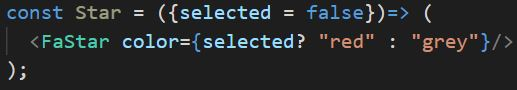 const Star = ({selected = false})=> (
<FaStar color={selected? "red" : "grey"}/>
);